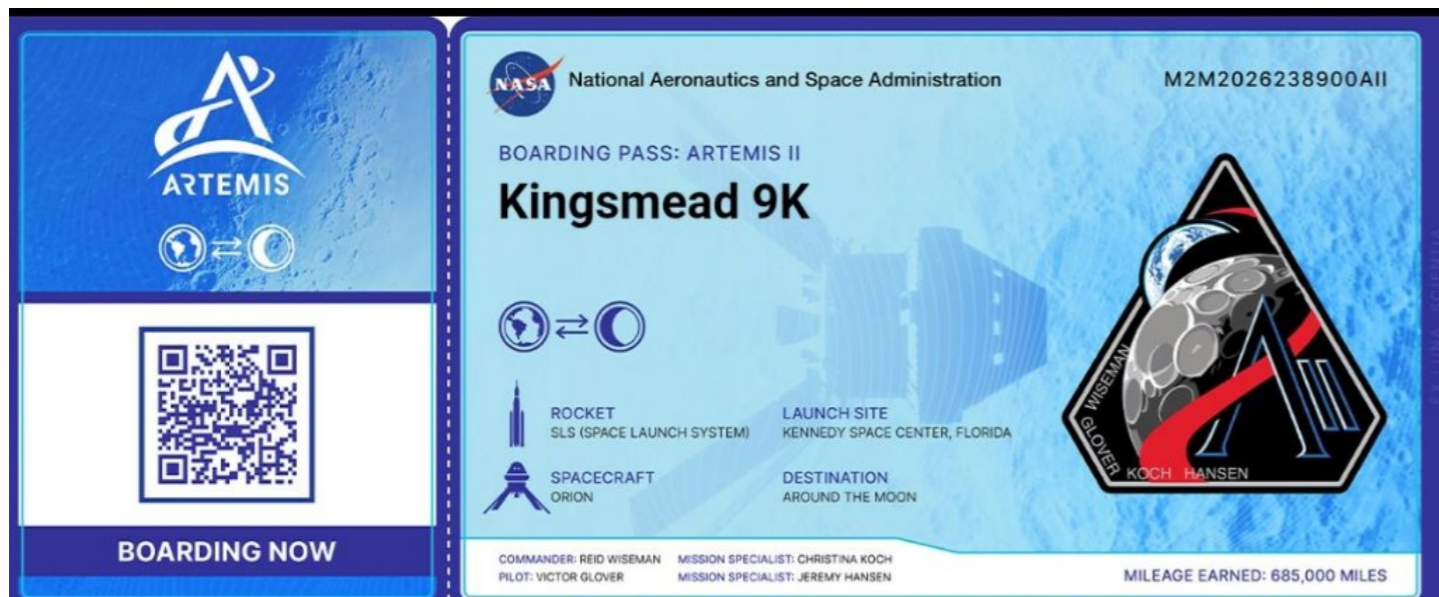 ARTEMIS
BOARDING NOW
NASA
National Aeronautics and Space Administration
M2M2026238900AII
BOARDING PASS: ARTEMIS II
Kingsmead 9K
ROCKET
SLS (SPACE LAUNCH SYSTEM)
LAUNCH SITE
KENNEDY SPACE CENTER, FLORIDA
SPACECRAFT
ORION
DESTINATION
AROUND THE MOON
WISEMAN
GLOVER
KOCH HANSEN
AII
COMMANDER: REID WISEMAN
MISSION SPECIALIST: CHRISTINA KOCH
PILOT: VICTOR GLOVER
MISSION SPECIALIST: JEREMY HANSEN
MILEAGE EARNED: 685,000 MILES